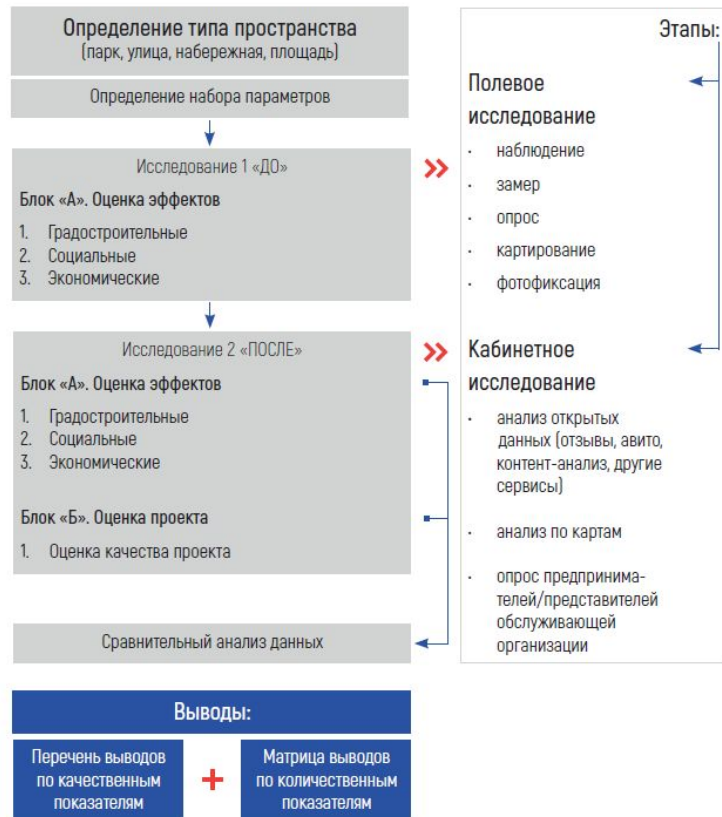 Определение типа пространства
(парк, улица, набережная, площадь)
Определение набора параметров
Исследование 1 «ДО»
Блок «А». Оценка эффектов
1. Градостроительные
2. Социальные
3. Экономические
Исследование 2 «ПОСЛЕ»
Блок «А». Оценка эффектов
1. Градостроительные
2. Социальные
3. Экономические
Блок «Б». Оценка проекта
1. Оценка качества проекта
Сравнительный анализ данных
Выводы:
Перечень выводов
по качественным
показателям
+
Матрица выводов
по количественным
показателям
Этапы:
Полевое
исследование
· наблюдение
· замер
· опрос
· картирование
· фотофиксация
Кабинетное
исследование
· анализ открытых
данных (отзывы, авито,
контент-анализ, другие
сервисы)
· анализ по картам
· опрос предпринима-
телей/представителей
обслуживающей
организации